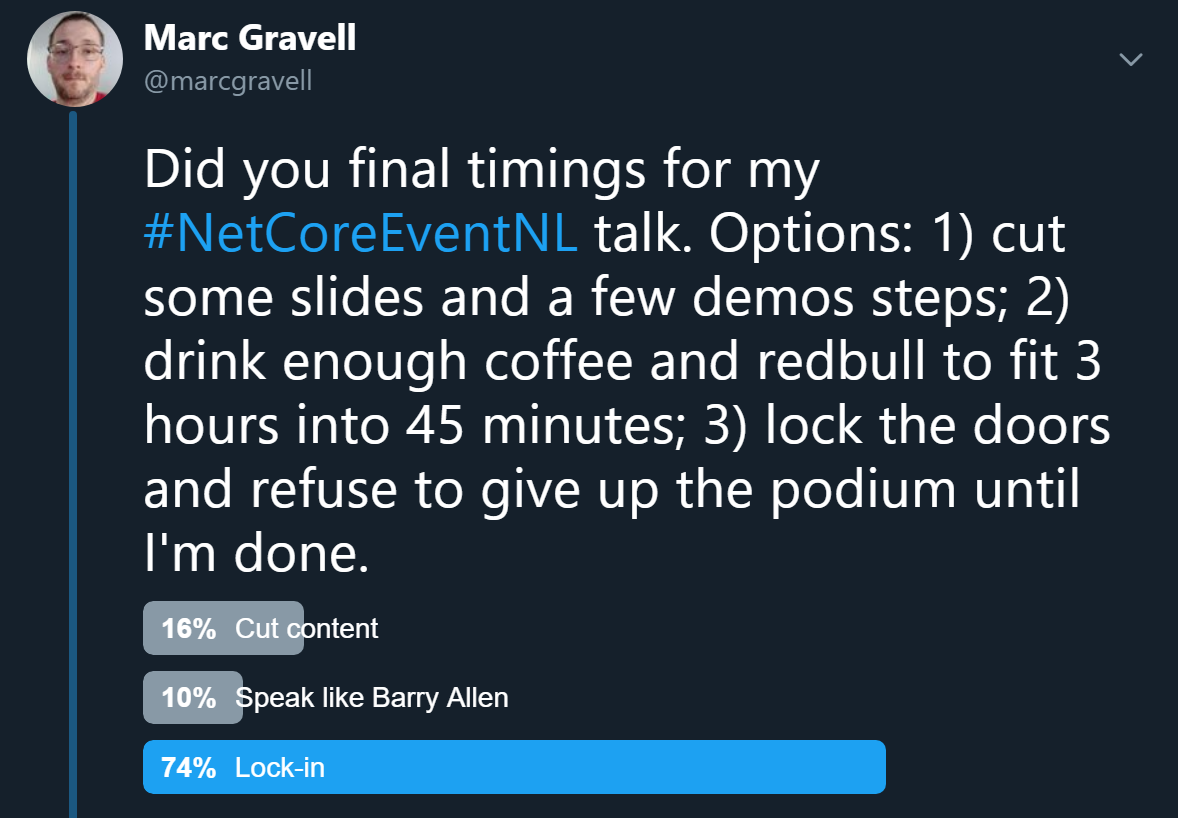 Marc Gravell
@marcgravell
Did you final timings for my
#NetCoreEventNL talk. Options: 1) cut
some slides and a few demos steps; 2)
drink enough coffee and redbull to fit 3
hours into 45 minutes; 3) lock the doors
and refuse to give up the podium until
I'm done.
16% Cut content
10% Speak like Barry Allen
74% Lock-in